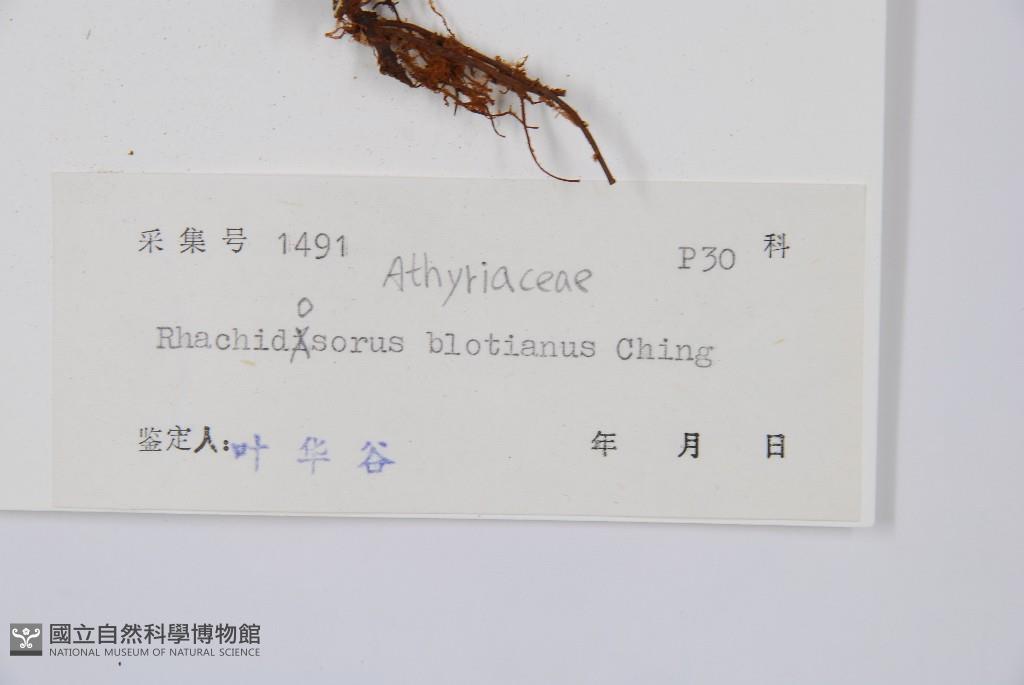 采集号 1491 Athyriaceae P30 科
o
Rhachidisorus blotianus Ching
鉴定人: 叶华谷 年 月 日
國立自然科學博物館
NATIONAL MUSEUM OF NATURAL SCIENCE